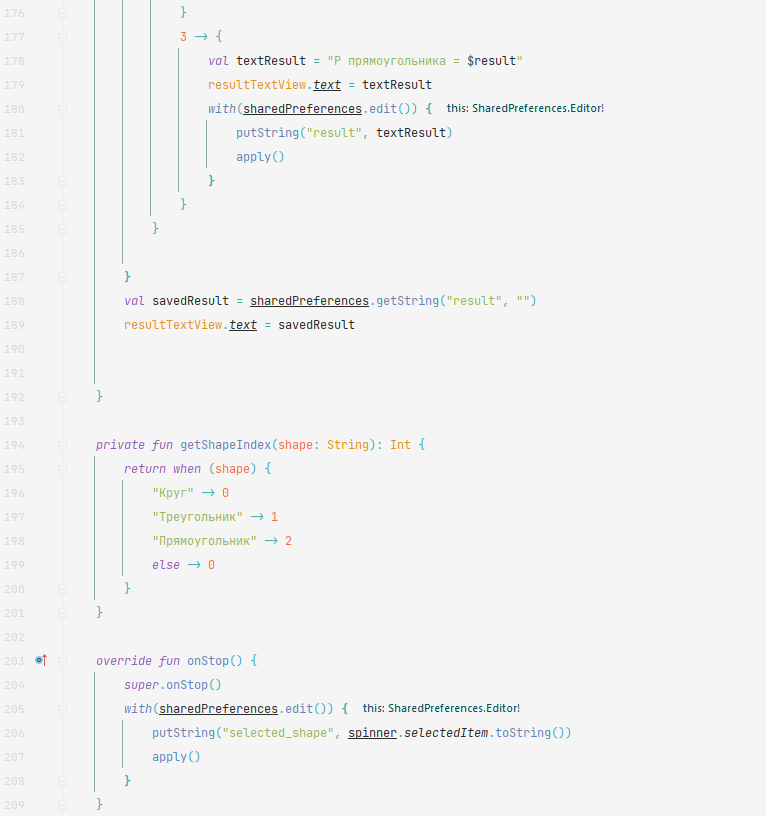 176 }
177 3 -> {
178 val textResult = "P прямоугольника = $result"
179 resultTextView.text = textResult
180 with(sharedPreferences.edit()) { this: SharedPreferences.Editor!
181 putString("result", textResult)
182 apply()
183 }
184 }
185 }
186
187 }
188 val savedResult = sharedPreferences.getString("result", "")
189 resultTextView.text = savedResult
190
191
192 }
193
194 private fun getShapeIndex(shape: String): Int {
195 return when (shape) {
196 "Круг" -> 0
197 "Треугольник" -> 1
198 "Прямоугольник" -> 2
199 else -> 0
200 }
201 }
202
203 override fun onStop() {
204 super.onStop()
205 with(sharedPreferences.edit()) { this: SharedPreferences.Editor!
206 putString("selected_shape", spinner.selectedItem.toString())
207 apply()
208 }
209 }